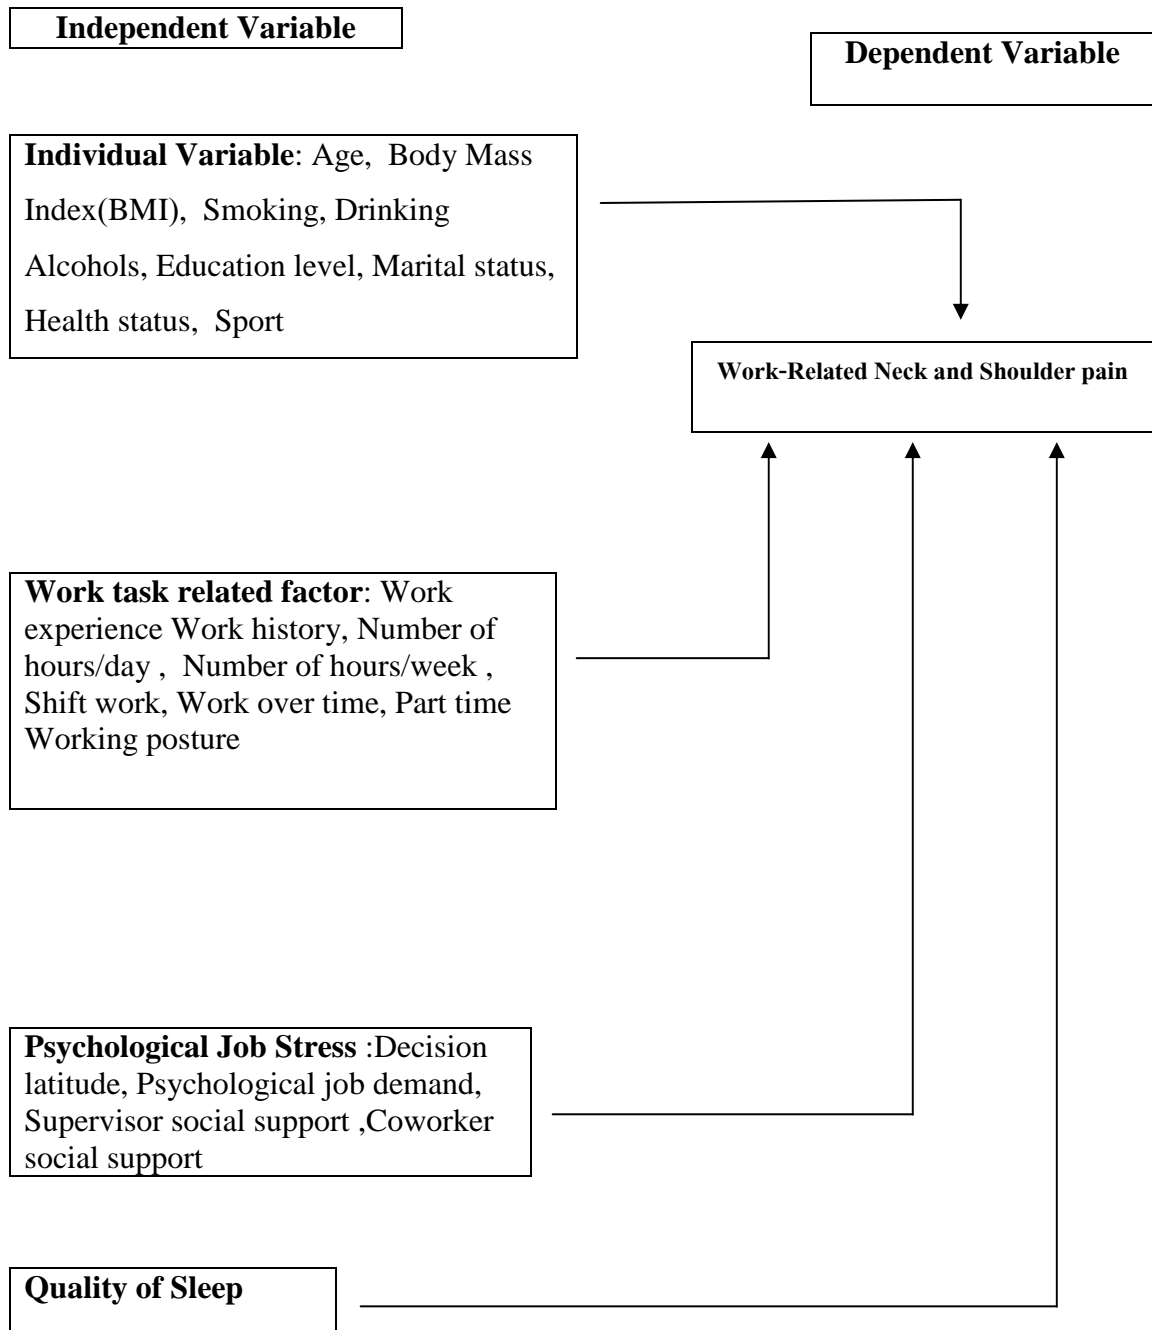 Independent Variable
Dependent Variable
Individual Variable: Age, Body Mass
Index(BMI), Smoking, Drinking
Alcohols, Education level, Marital status,
Health status, Sport
Work-Related Neck and Shoulder pain
Work task related factor: Work
experience Work history, Number of
hours/day , Number of hours/week ,
Shift work, Work over time, Part time
Working posture
Psychological Job Stress :Decision
latitude, Psychological job demand,
Supervisor social support ,Coworker
social support
Quality of Sleep